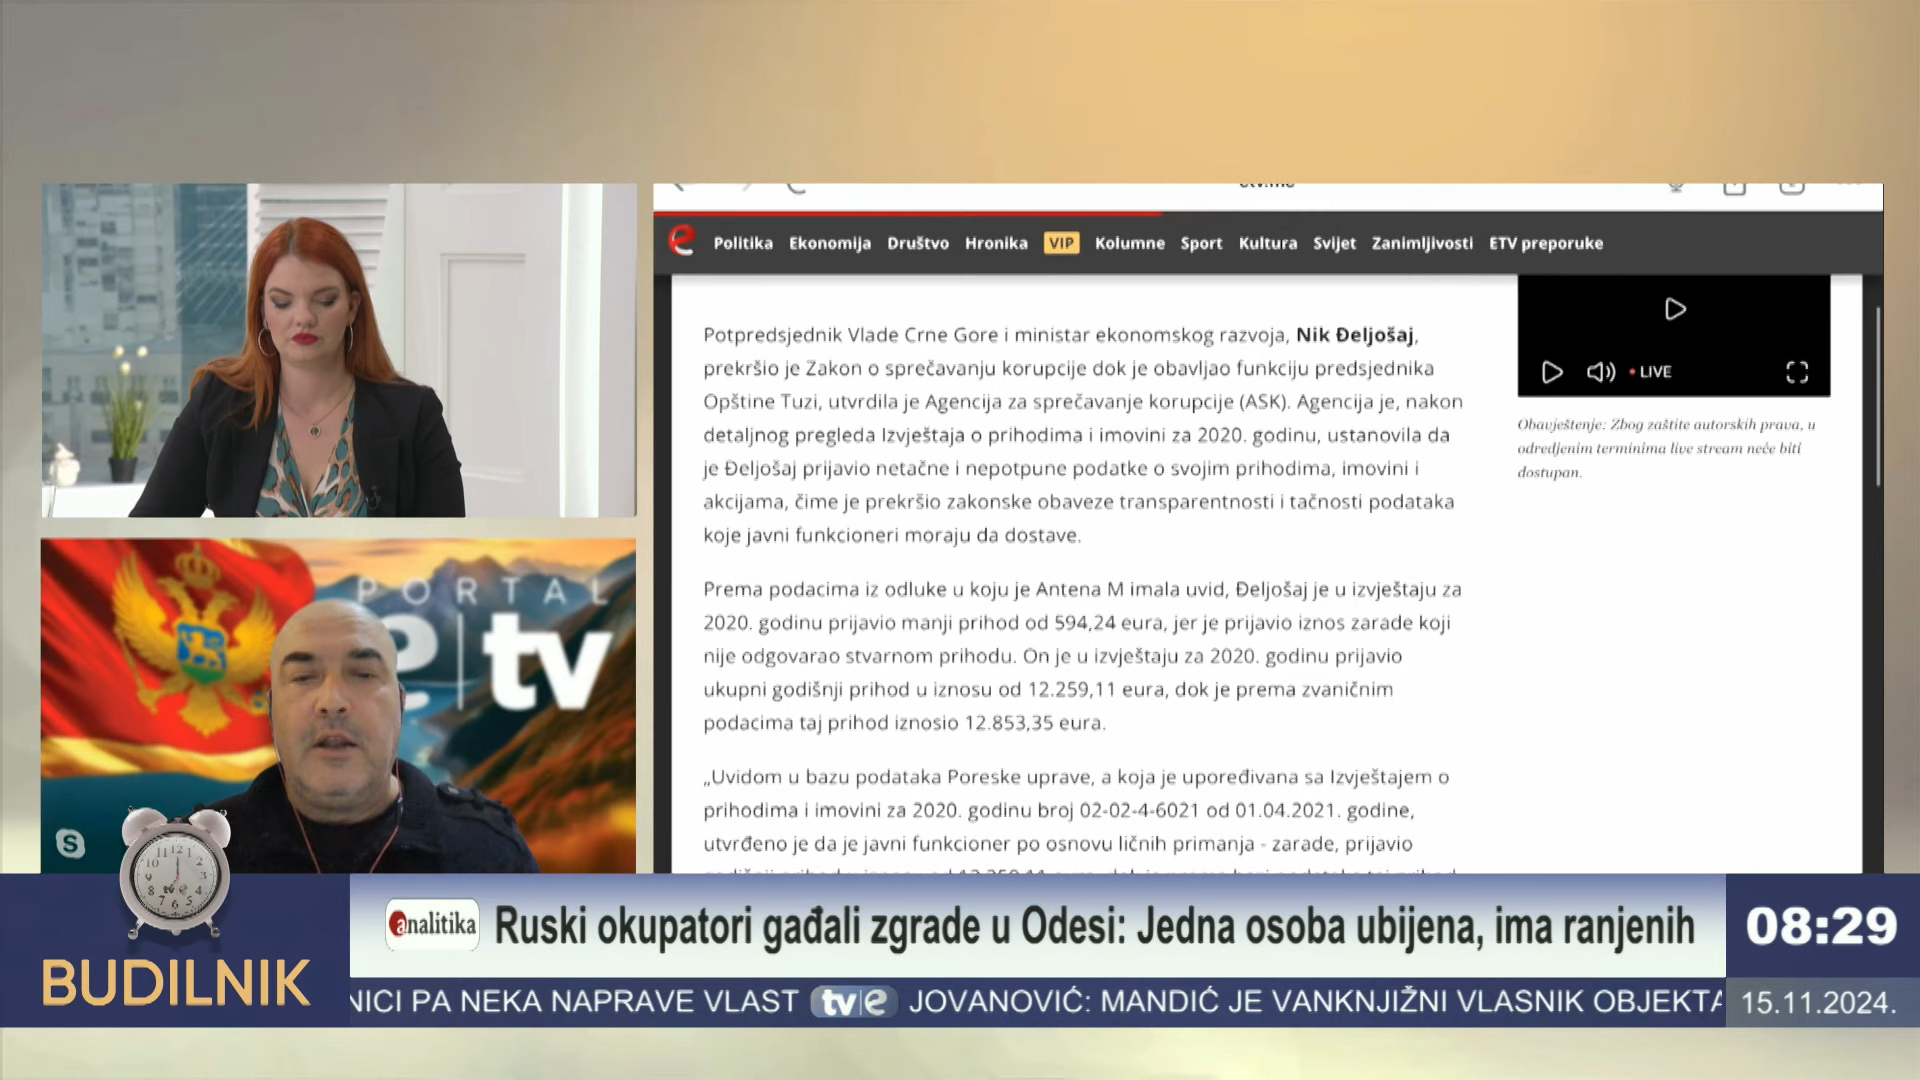 Politika Ekonomija Društvo Hronika VIP Kolumne Sport Kultura Svijet Zanimljivosti ETV preporuke
Potpredsjednik Vlade Crne Gore i ministar ekonomskog razvoja, Nik Đeljošaj,
prekršio je Zakon o sprečavanju korupcije dok je obavljao funkciju predsjednika
Opštine Tuzi, utvrdila je Agencija za sprečavanje korupcije (ASK). Agencija je, nakon
detaljnog pregleda Izvještaja o prihodima i imovini za 2020. godinu, ustanovila da
je Đeljošaj prijavio netačne i nepotpune podatke o svojim prihodima, imovini i
akcijama, čime je prekršio zakonske obaveze transparentnosti i tačnosti podataka
koje javni funkcioneri moraju da dostave.
Prema podacima iz odluke u koju je Antena M imala uvid, Đeljošaj je u izvještaju za
2020. godinu prijavio manji prihod od 594,24 eura, jer je prijavio iznos zarade koji
nije odgovarao stvarnom prihodu. On je u izvještaju za 2020. godinu prijavio
ukupni godišnji prihod u iznosu od 12.259,11 eura, dok je prema zvaničnim
podacima taj prihod iznosio 12.853,35 eura.
„Uvidom u bazu podataka Poreske uprave, a koja je upoređivana sa Izvještajem o
prihodima i imovini za 2020. godinu broj 02-02-4-6021 od 01.04.2021. godine,
utvrđeno je da je javni funkcioner po osnovu ličnih primanja - zarade, prijavio
LIVE
Obavještenje: Zbog zaštite autorskih prava, u
odredjenim terminima live stream neće biti
dostupan.
PORTAL
e tv
S
BUDILNIK
analitika Ruski okupatori gađali zgrade u Odesi: Jedna osoba ubijena, ima ranjenih
08:29
NICI PA NEKA NAPRAVE VLAST tv e JOVANOVIĆ: MANDIĆ JE VANKNJIŽNI VLASNIK OBJEKTA
15.11.2024.